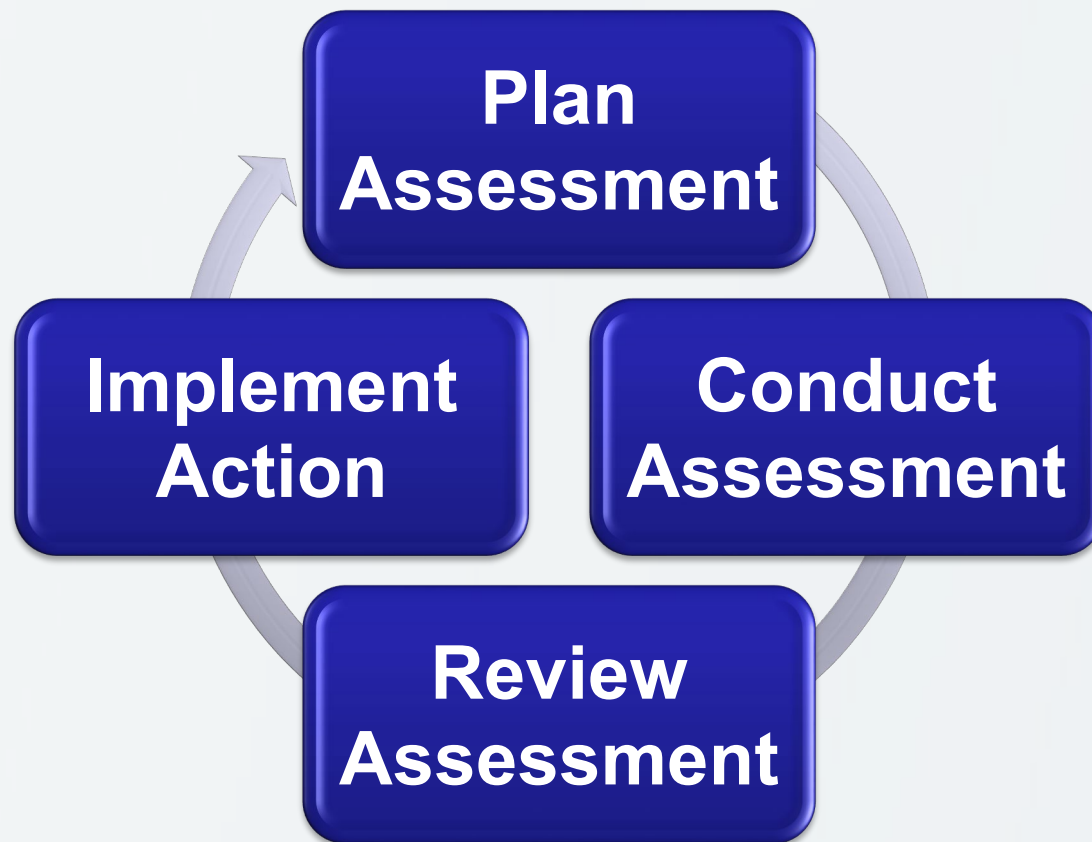 Plan
Assessment
Conduct
Assessment
Review
Assessment
Implement
Action